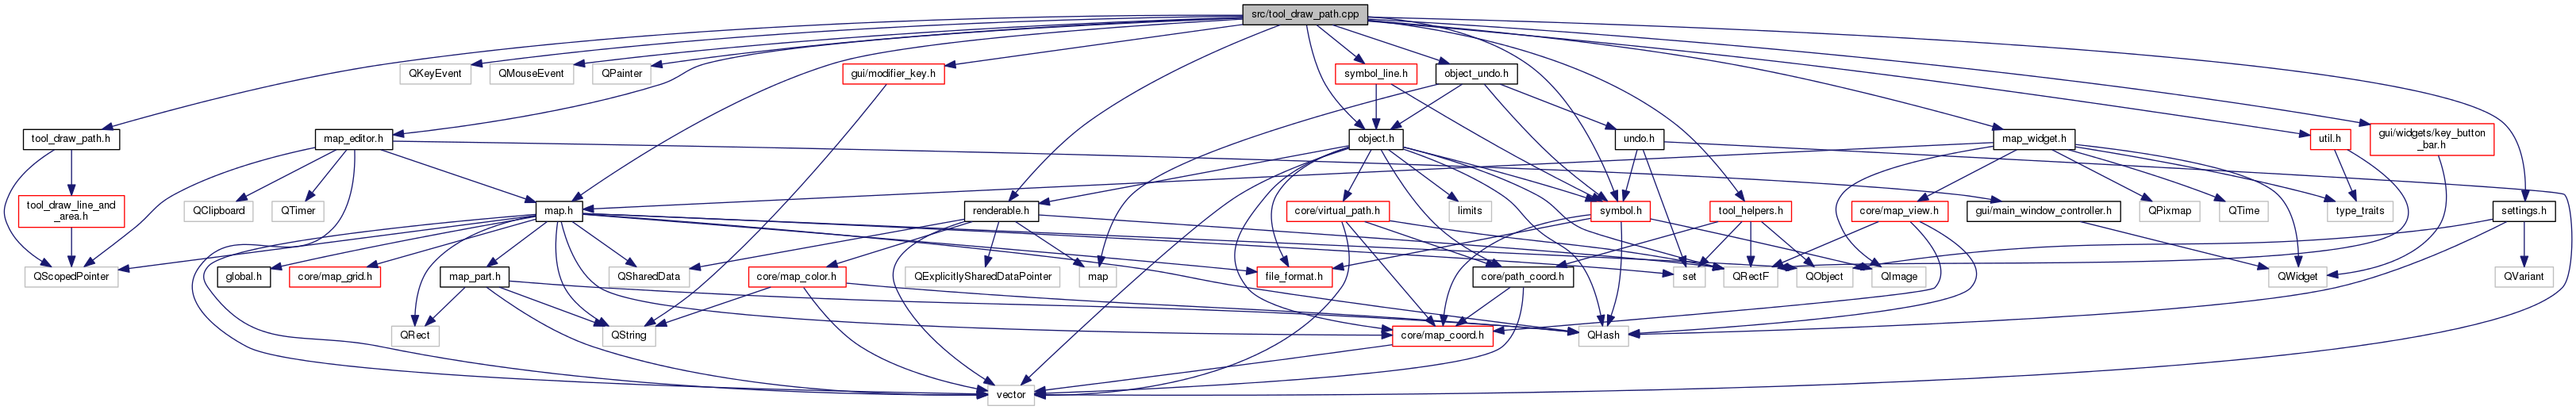 src/tool_draw_path.cpp
QKeyEvent
QMouseEvent
QPainter
gui/modifier_key.h
symbol_line.h
object_undo.h
tool_draw_path.h
map_editor.h
object.h
undo.h
map_widget.h
util.h
gui/widgets/key_button
_bar.h
QClipboard
QTimer
tool_draw_line_and
_area.h
map.h
renderable.h
core/virtual_path.h
limits
symbol.h
tool_helpers.h
core/map_view.h
gui/main_window_controller.h
QPixmap
QTime
type_traits
settings.h
QScopedPointer
global.h
core/map_grid.h
map_part.h
QSharedData
core/map_color.h
QExplicitlySharedDataPointer
map
file_format.h
core/path_coord.h
set
QRectF
QObject
QImage
QWidget
QVariant
QRect
QString
core/map_coord.h
QHash
vector